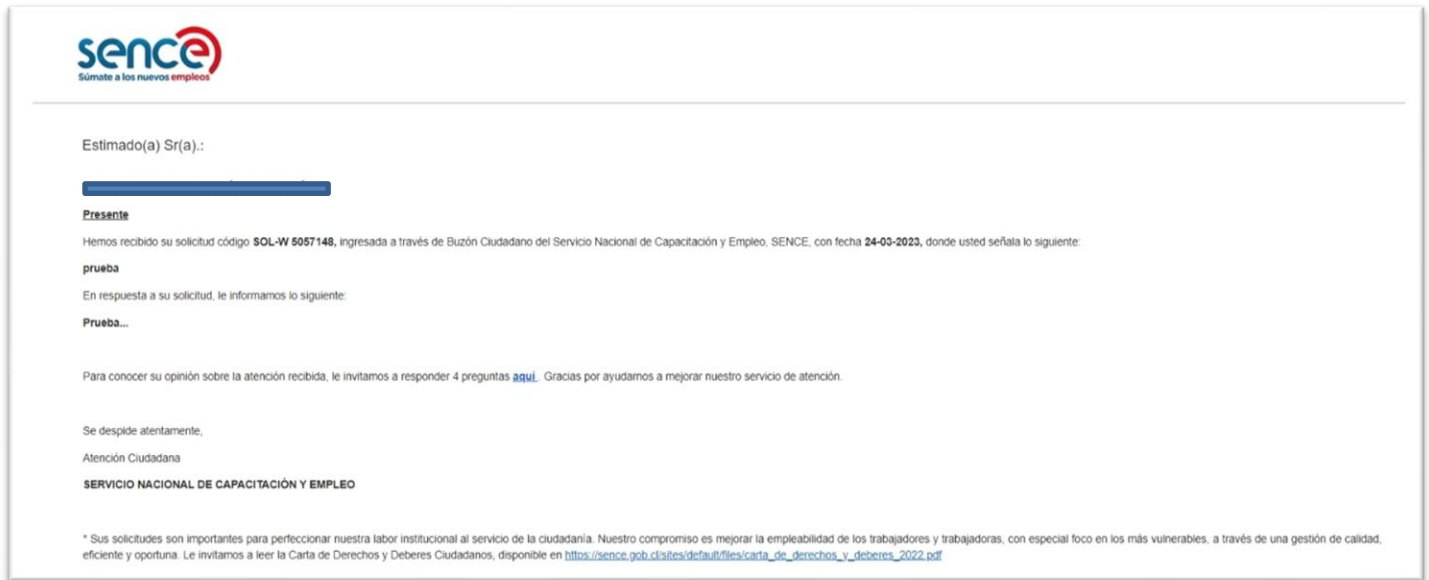 sence
Súmate a los nuevos empleos
Estimado(a) Sr(a).:
Presente
Hemos recibido su solicitud código SOL-W 5057148, ingresada a través de Buzón Ciudadano del Servicio Nacional de Capacitación y Empleo, SENCE, con fecha 24-03-2023, donde usted señala lo siguiente:
prueba
En respuesta a su solicitud, le informamos lo siguiente:
Prueba...
Para conocer su opinión sobre la atención recibida, le invitamos a responder 4 preguntas aquí . Gracias por ayudarnos a mejorar nuestro servicio de atención.
Se despide atentamente,
Atención Ciudadana
SERVICIO NACIONAL DE CAPACITACIÓN Y EMPLEO
* Sus solicitudes son importantes para perfeccionar nuestra labor institucional al servicio de la ciudadanía. Nuestro compromiso es mejorar la empleabilidad de los trabajadores y trabajadoras, con especial foco en los más vulnerables, a través de una gestión de calidad,
eficiente y oportuna. Le invitamos a leer la Carta de Derechos y Deberes Ciudadanos, disponible en https://sence.gob.cl/sites/default/files/carta_de_derechos_y_deberes_2022.pdf